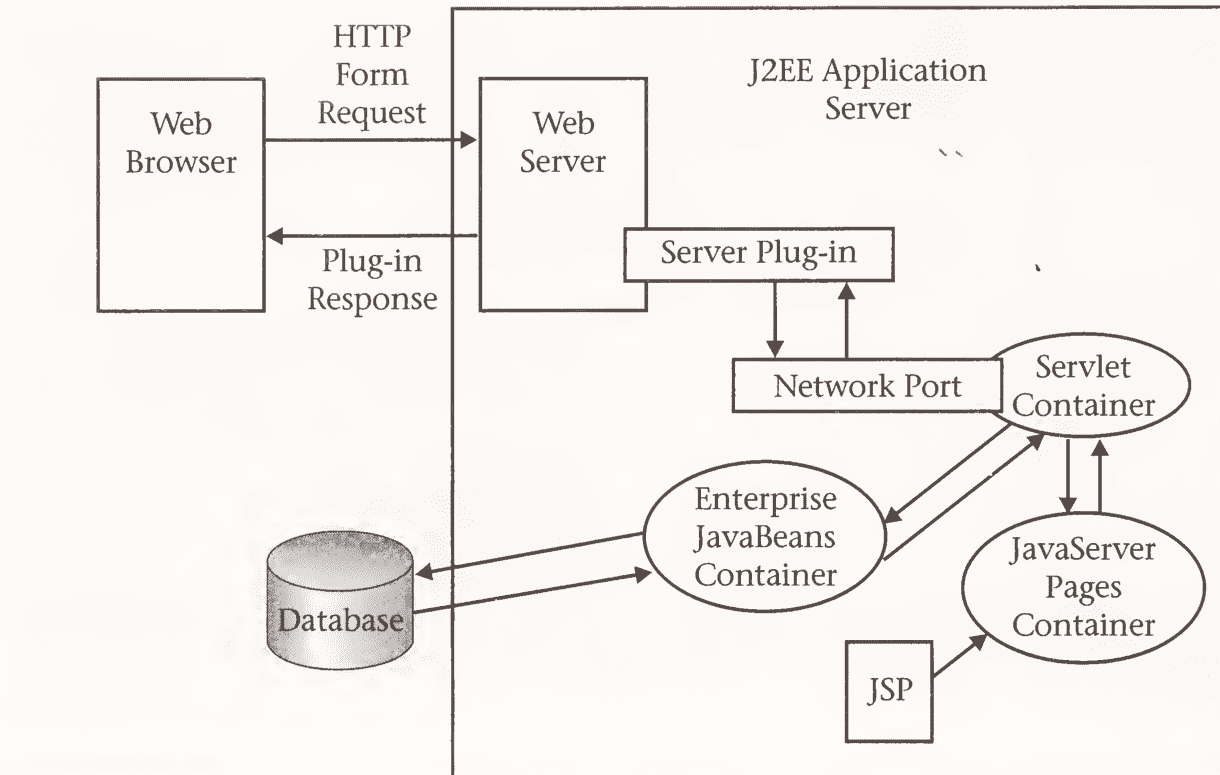 HTTP
Form
Request
J2EE Application
Server
Web
Browser
Web
Server
Server Plug-in
Plug-in
Response
Network Port
Servlet
Container
Enterprise
JavaBeans
Container
JavaServer
Pages
Container
Database
JSP